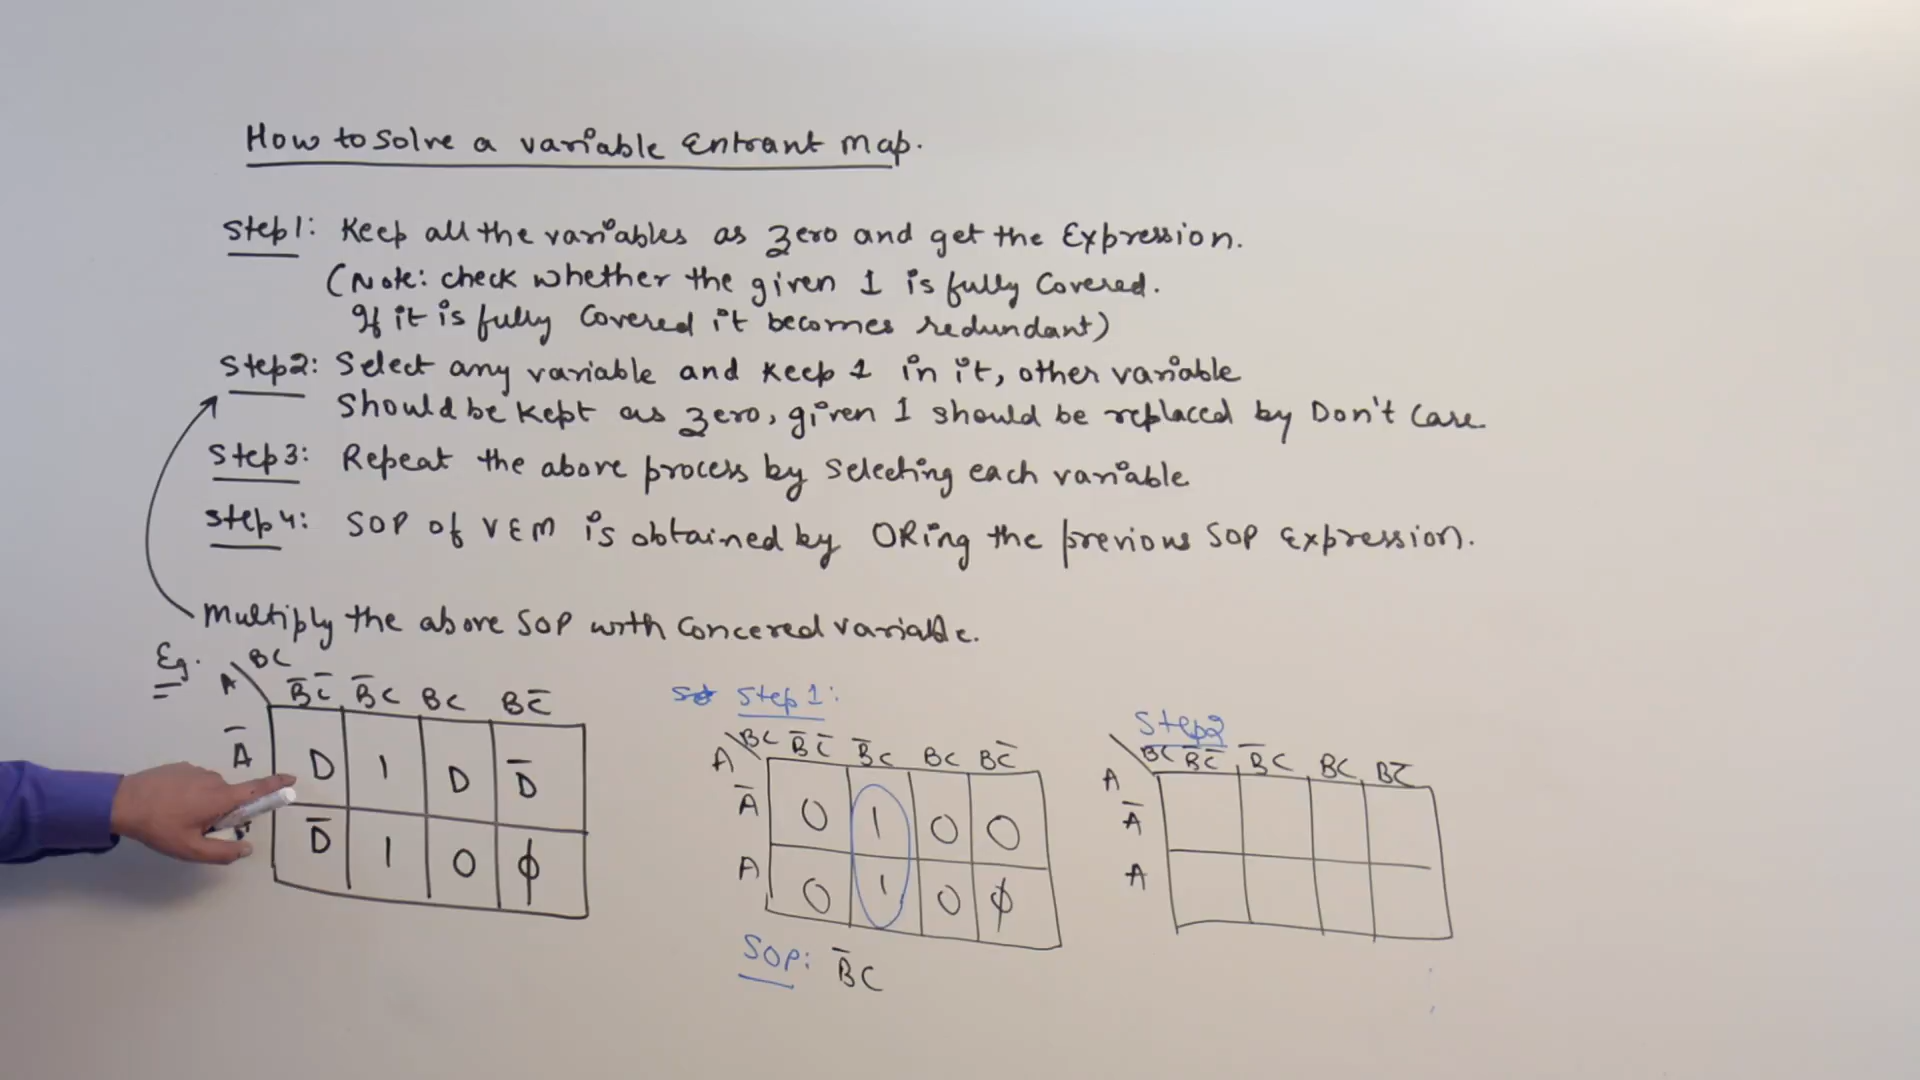 How to solve a variable Entrant Map.
Step1: Keep all the variables as zero and get the Expression.
(Note: check whether the given 1 is fully Covered.
If it is fully Covered it becomes redundant)
Step2: Select any variable and Keep 1 in it, other variable
should be kept as zero, given 1 should be replaced by Don't Care.
Step3: Repeat the above process by selecting each variable.
Step4: SOP of VEM is obtained by ORing the previous SOP Expression.
Multiply the above SOP with Concered variable.
Eg.
A BC B̅C̅ B̅C BC BC̅
A̅ D 1 D D̅
D̅ 1 0 ϕ
Step1:
A BC B̅C̅ B̅C BC BC̅
A̅ 0 1 0 0
A 0 1 0 ϕ
SOP: B̅C
Step2
A BC B̅C̅ B̅C BC BC̅
A̅
A